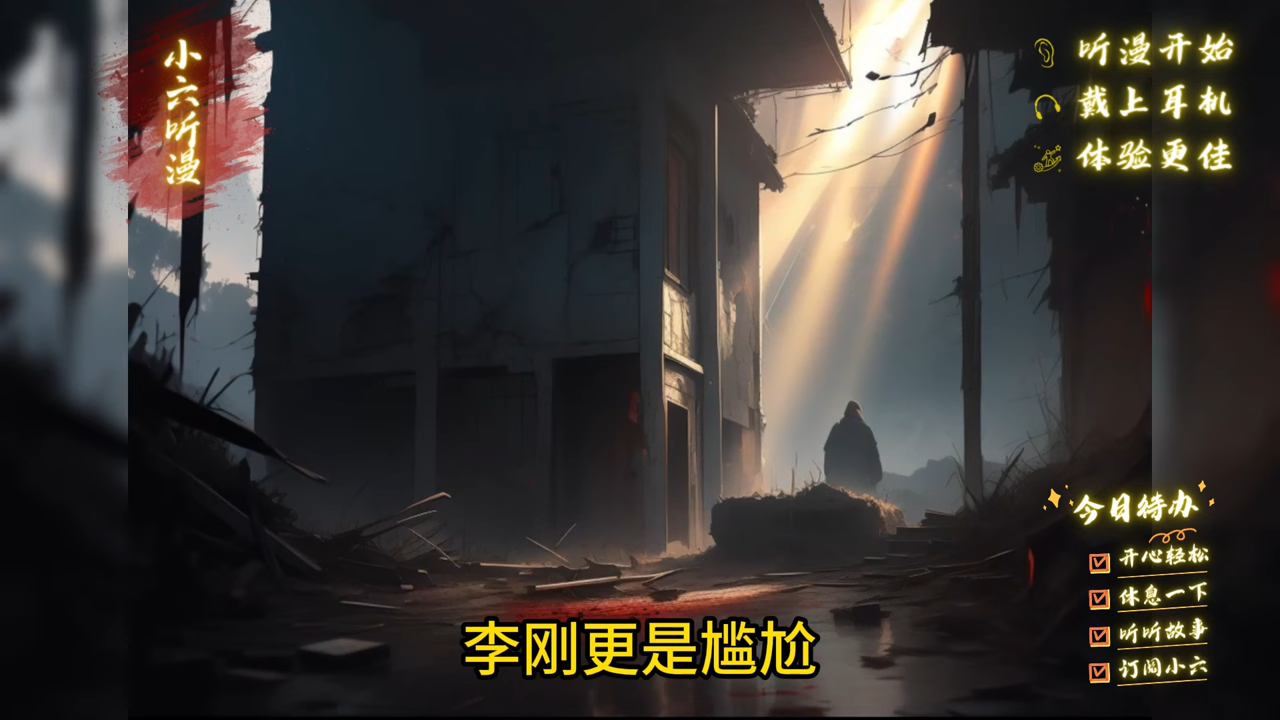 小六听漫
听漫开始
戴上耳机
体验更佳
今日待办
开心轻松
休息一下
听听故事
订阅小六
李刚更是尴尬